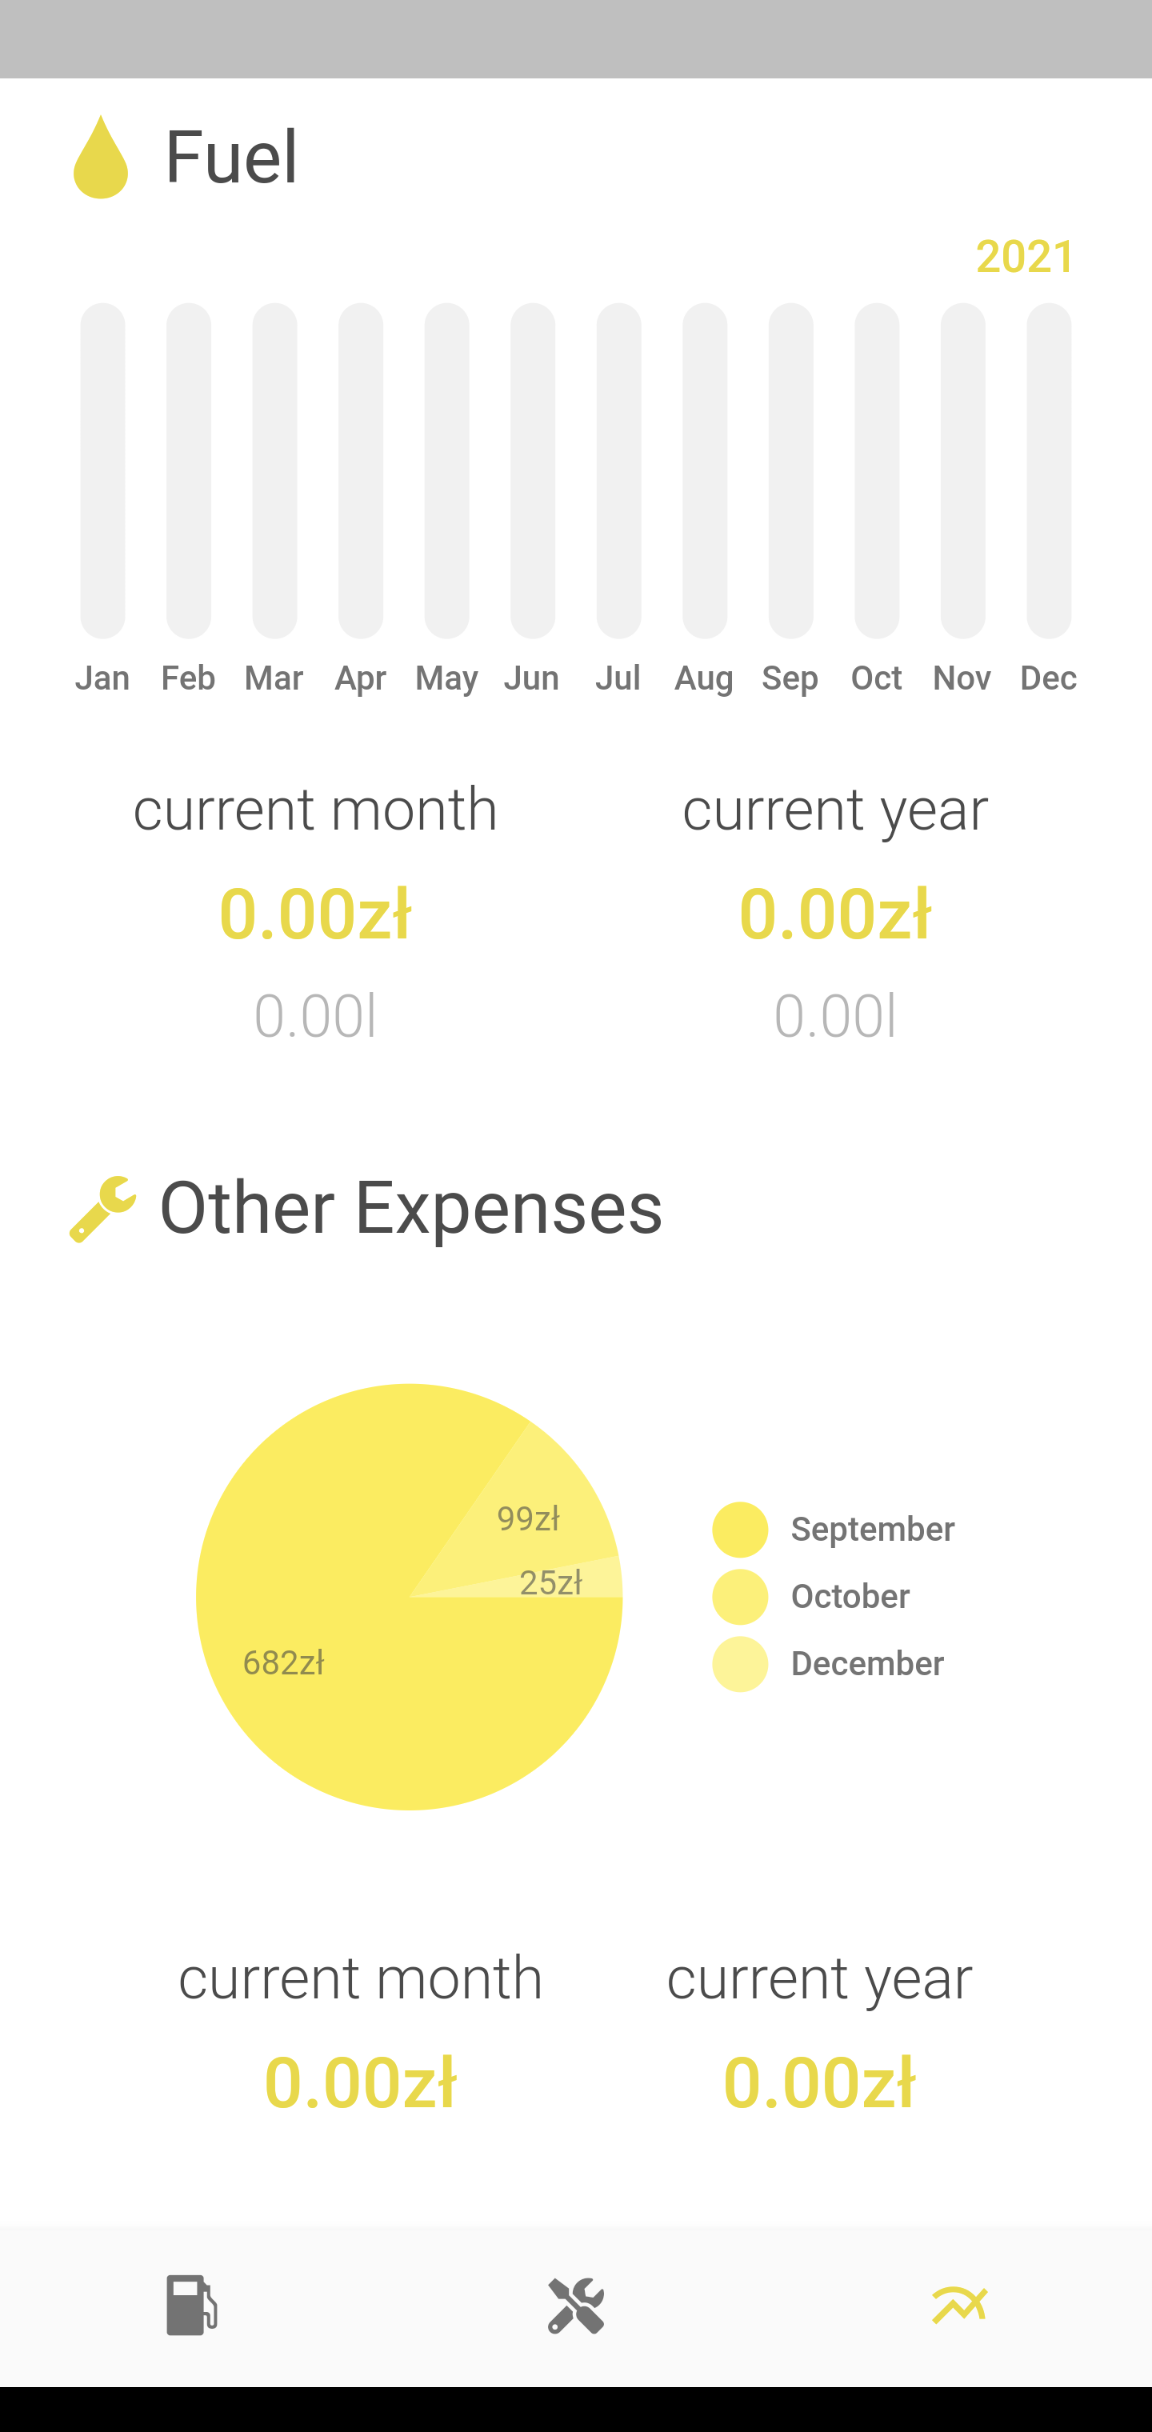 Fuel
2021
Jan Feb Mar Apr May Jun Jul Aug Sep Oct Nov Dec
current month current year
0.00zł 0.00zł
0.00l 0.00l
Other Expenses
99zł
25zł
682zł
September
October
December
current month current year
0.00zł 0.00zł